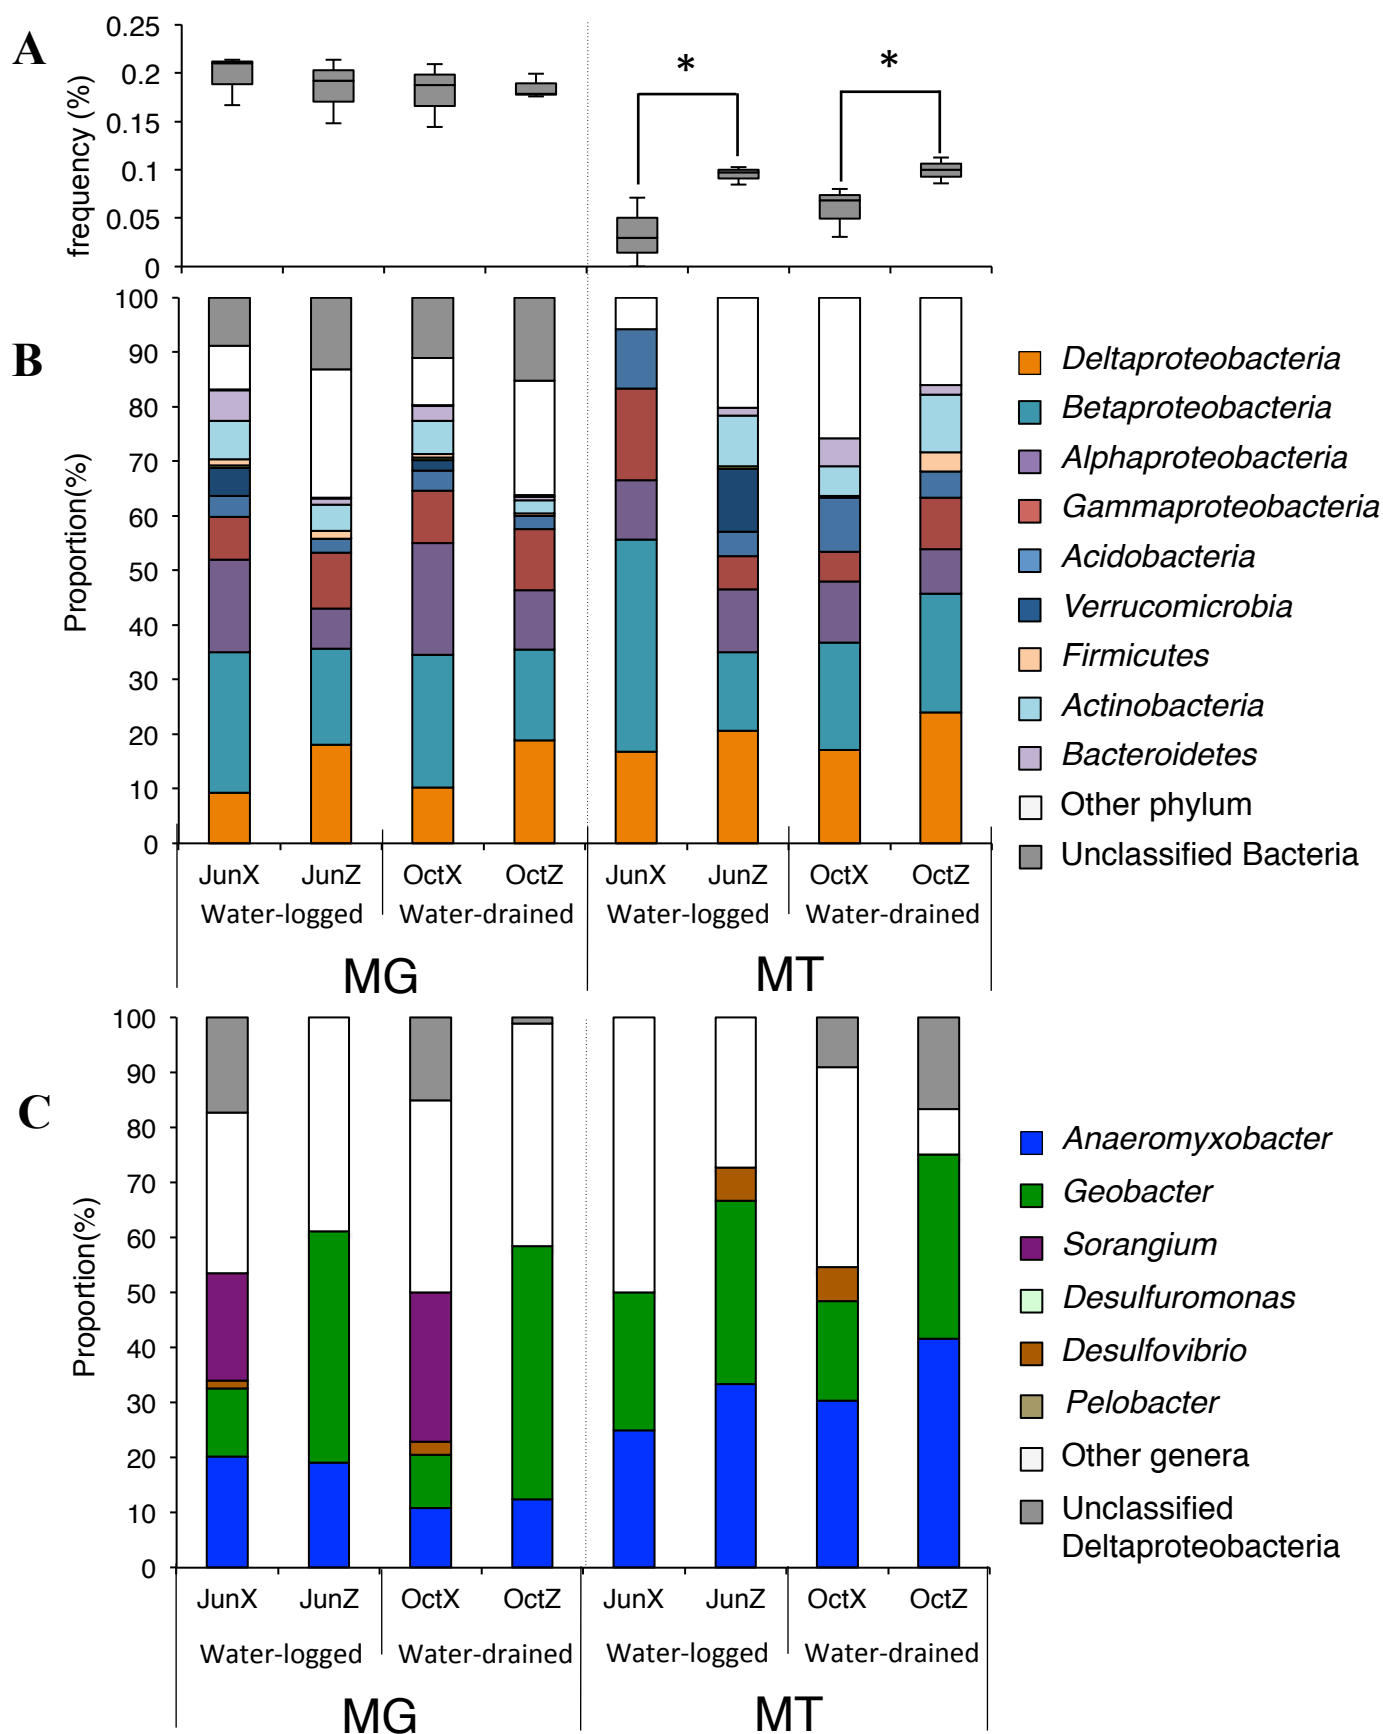 A
frequency (%)
0.25
0.2
0.15
0.1
0.05
0
*
*
B
Proportion(%)
100
90
80
70
60
50
40
30
20
10
0
JunX
JunZ
OctX
OctZ
JunX
JunZ
OctX
OctZ
Water-logged
Water-drained
Water-logged
Water-drained
MG
MT
Deltaproteobacteria
Betaproteobacteria
Alphaproteobacteria
Gammaproteobacteria
Acidobacteria
Verrucomicrobia
Firmicutes
Actinobacteria
Bacteroidetes
Other phylum
Unclassified Bacteria
C
Proportion(%)
100
90
80
70
60
50
40
30
20
10
0
JunX
JunZ
OctX
OctZ
JunX
JunZ
OctX
OctZ
Water-logged
Water-drained
Water-logged
Water-drained
MG
MT
Anaeromyxobacter
Geobacter
Sorangium
Desulfuromonas
Desulfovibrio
Pelobacter
Other genera
Unclassified
Deltaproteobacteria